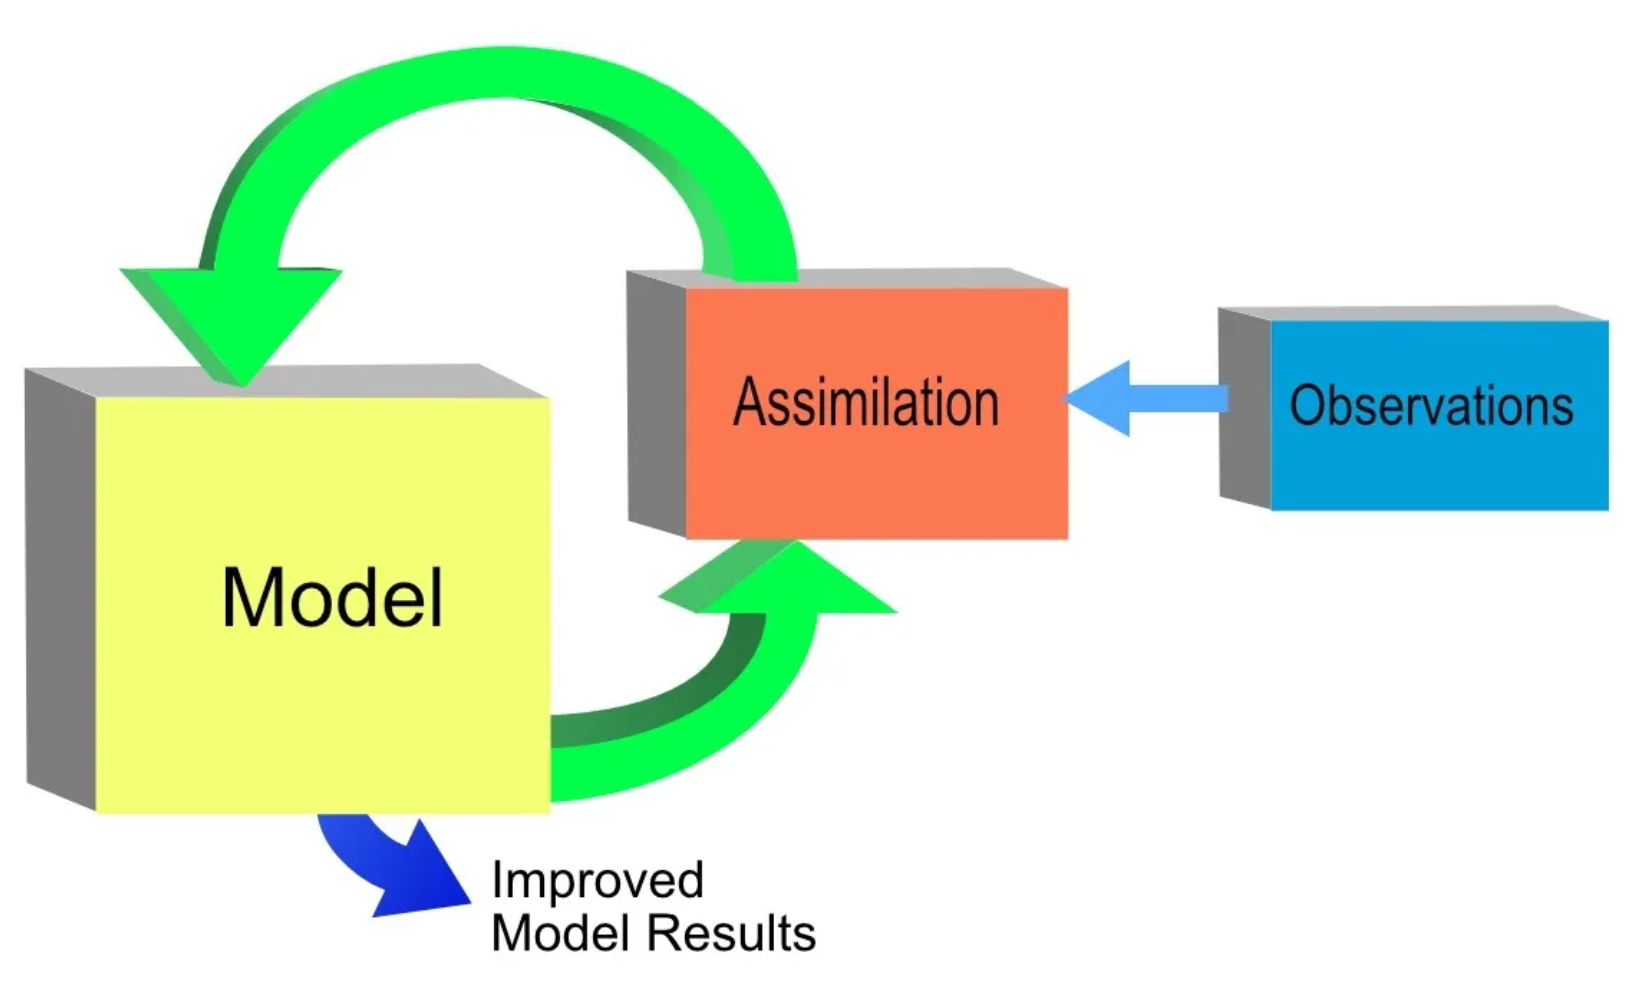 Assimilation
Observations
Model
Improved
Model Results